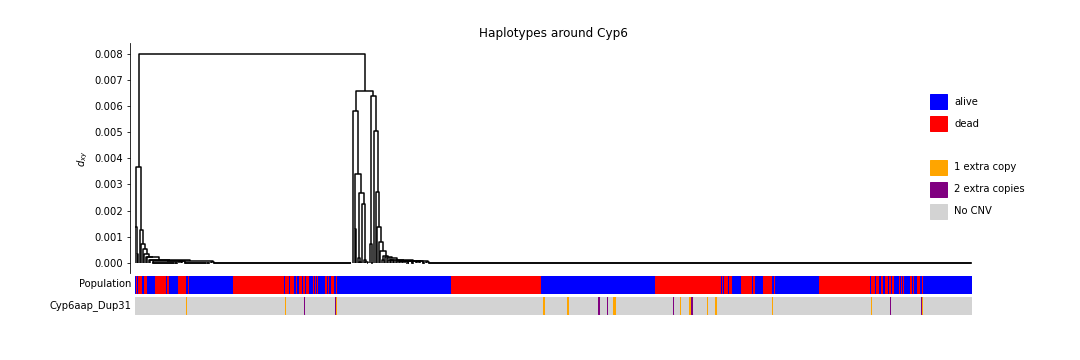 Haplotypes around Cyp6
0.008
0.007
0.006
0.005
0.004
0.003
0.002
0.001
0.000
dxy
alive
dead
1 extra copy
2 extra copies
No CNV
Population
Cyp6aap_Dup31